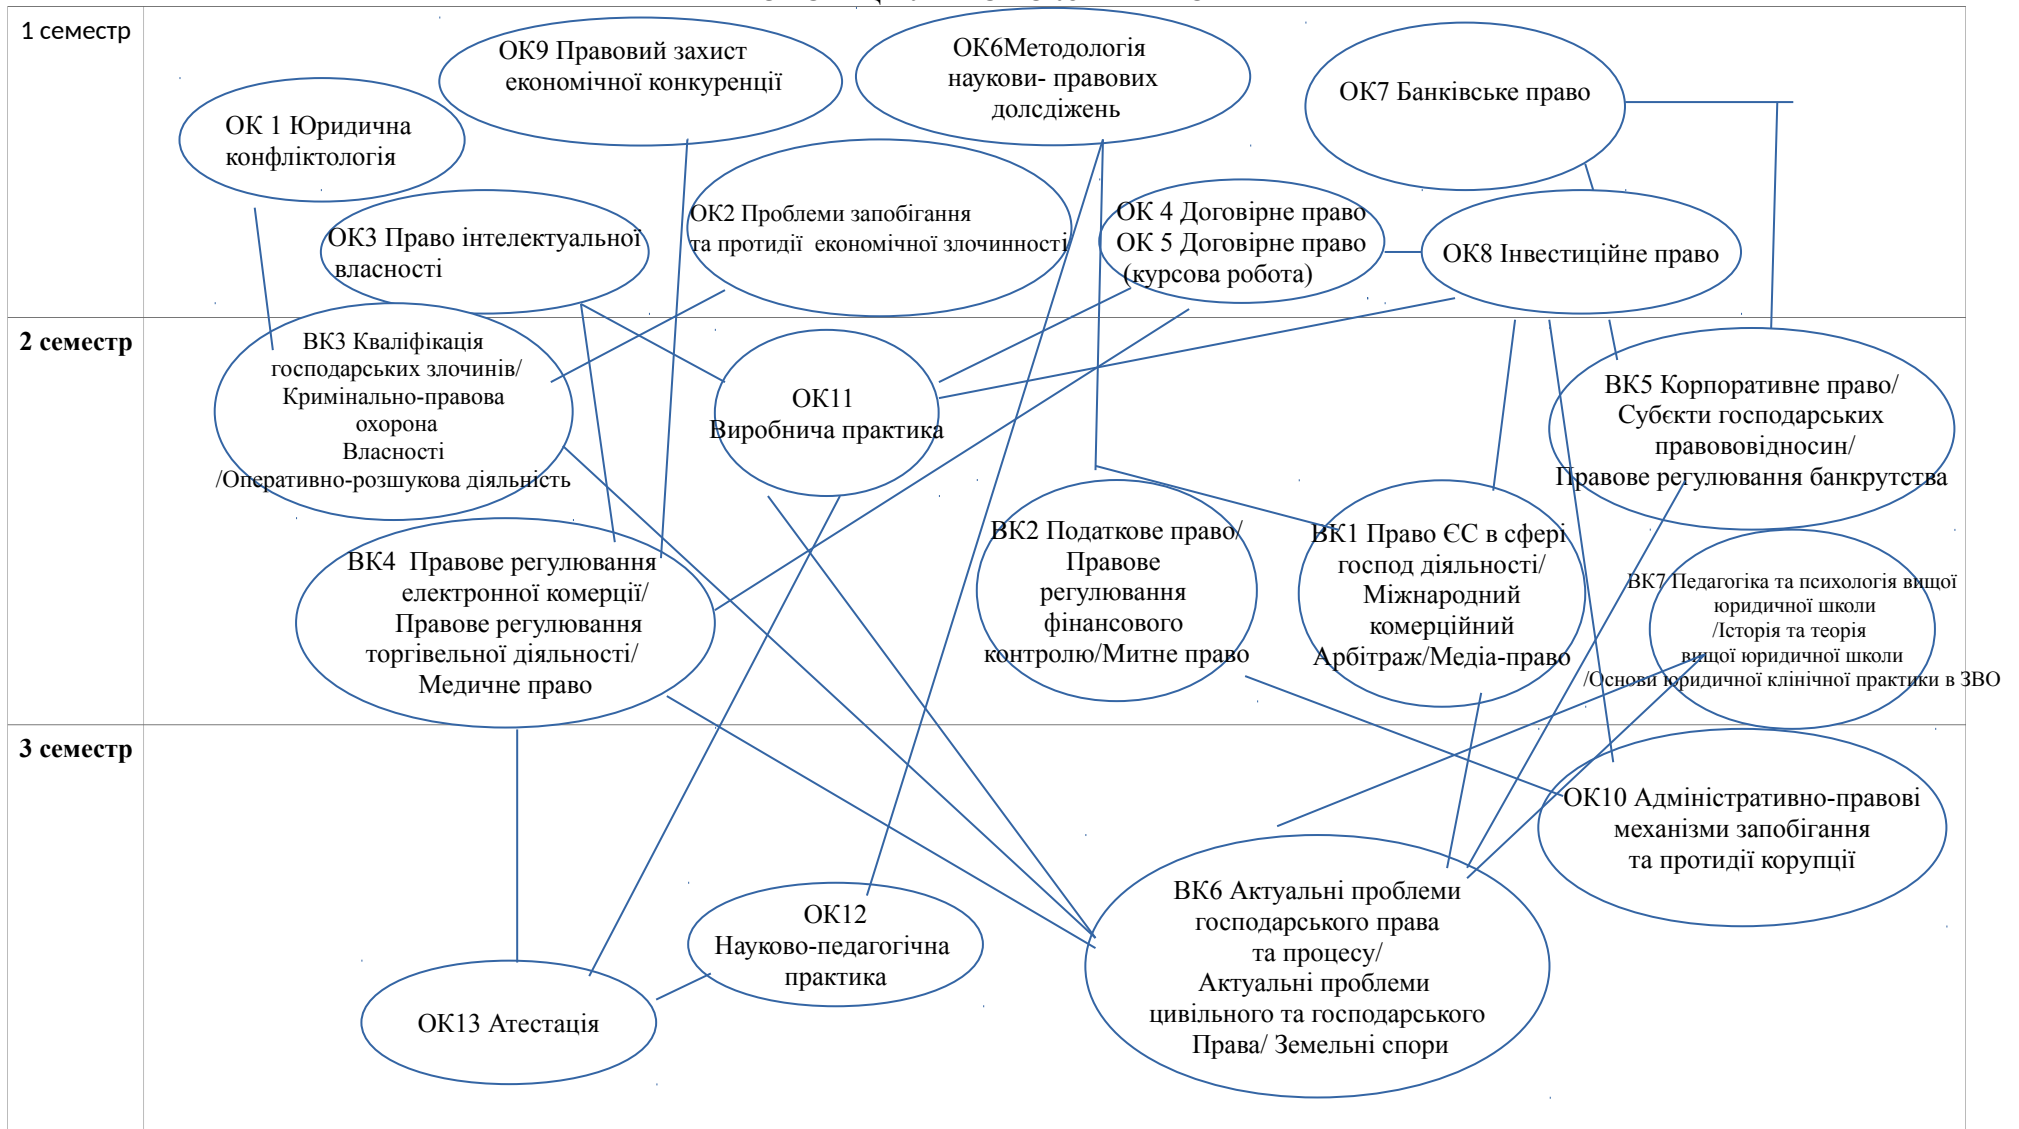 1 семестр
ОК9 Правовий захист
економічної конкуренції
ОК6Методологія
наукови- правових
долсдіжень
ОК7 Банківське право
ОК 1 Юридична
конфліктологія
ОК3 Право інтелектуальної
власності
ОК2 Проблеми запобігання
та протидії економічної злочинності
ОК 4 Договірне право
ОК 5 Договірне право
(курсова робота)
ОК8 Інвестиційне право
2 семестр
ВК3 Кваліфікація
господарських злочинів/
Кримінально-правова
охорона
Власності
/Оперативно-розшукова діяльність
ОК11
Виробнича практика
ВК5 Корпоративне право/
Субєкти господарських
правововідносин/
Правове регулювання банкрутства
ВК4 Правове регулювання
електронної комерції/
Правове регулювання
торгівельної діяльності/
Медичне право
ВК2 Податкове право/
Правове
регулювання
фінансового
контролю/Митне право
ВК1 Право ЄС в сфері
господ діяльності/
Міжнародний
комерційний
Арбітраж/Медіа-право
ВК7 Педагогіка та психологія вищої
юридичної школи
/Історія та теорія
вищої юридичної школи
/Основи юридичної клінічної практики в ЗВО
3 семестр
ОК10 Адміністративно-правові
механізми запобігання
та протидії корупції
ОК12
Науково-педагогічна
практика
ВК6 Актуальні проблеми
господарського права
та процесу/
Актуальні проблеми
цивільного та господарського
Права/ Земельні спори
ОК13 Атестація